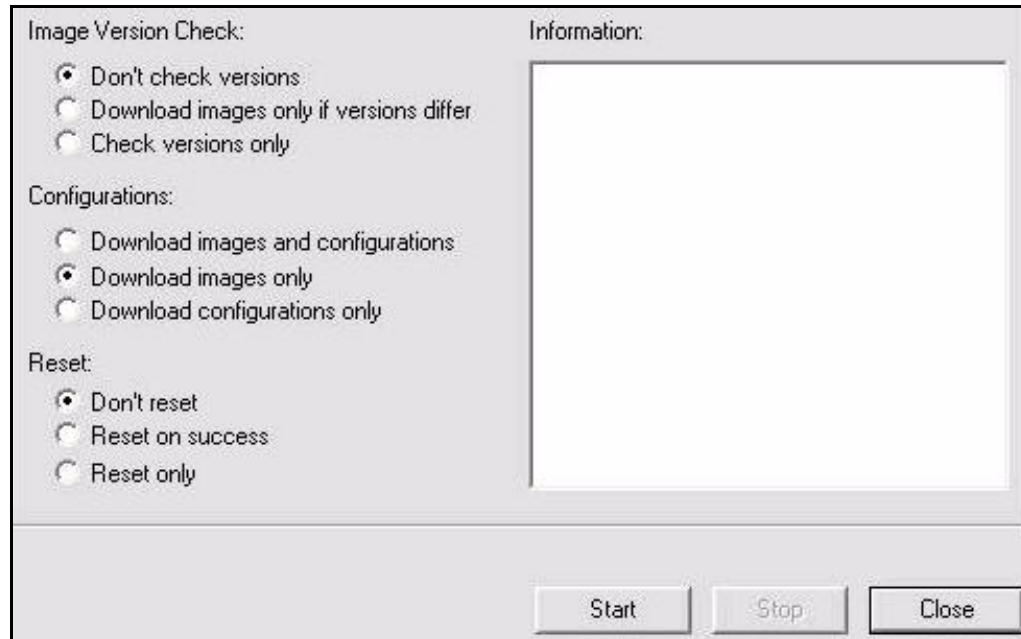 Image Version Check:
Don't check versions
Download images only if versions differ
Check versions only
Configurations:
Download images and configurations
Download images only
Download configurations only
Reset:
Don't reset
Reset on success
Reset only
Information:
Start
Stop
Close